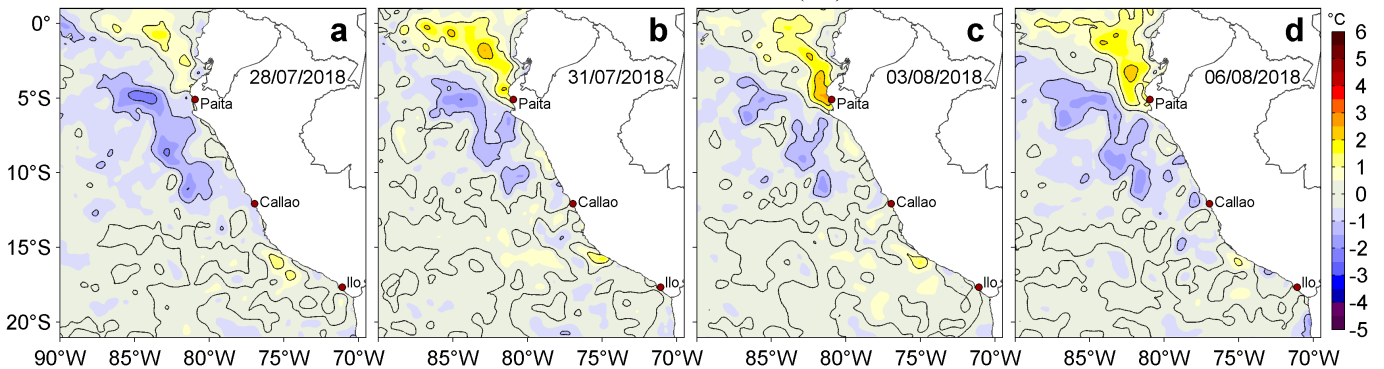 a
b
c
d
°C
28/07/2018
31/07/2018
03/08/2018
06/08/2018
Paita
Callao
Ilo
Paita
Callao
Ilo
Paita
Callao
Ilo
Paita
Callao
Ilo
0°
5°S
10°S
15°S
20°S
90°W 85°W 80°W 75°W 70°W
85°W 80°W 75°W 70°W
85°W 80°W 75°W 70°W
85°W 80°W 75°W 70°W
6
5
4
3
2
1
0
-1
-2
-3
-4
-5